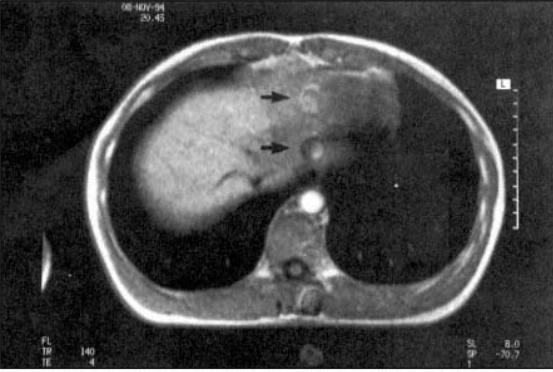 08-NOV-94
20.45
L
FL
TR 140
TE 4
SL 8.0
SP -70.7